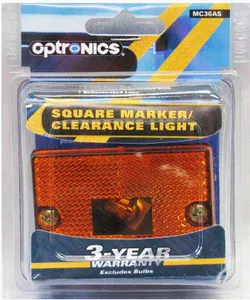 MC36AS
optronics
SQUARE MARKER/
CLEARANCE LIGHT
3-YEAR
WARRANTY
Excludes Bulbs